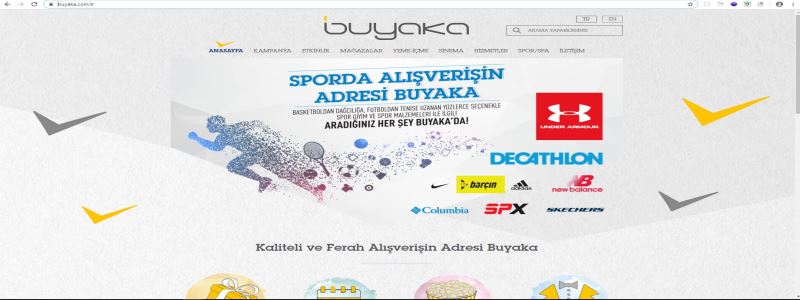 buyaka.com.tr
buyaka
TR EN
ARAMA YAPABİLİRSİNİZ
ANASAYFA KAMPANYA ETKİNLİK MAĞAZALAR YEME-İÇME SİNEMA HİZMETLER SPOR/SPA İLETİŞİM
SPORDA ALIŞVERİŞİN
ADRESİ BUYAKA
BASKETBOLDAN DAĞCILIĞA, FUTBOLDAN TENİSE UZANAN YÜZLERCE SEÇENEKLE
SPOR GİYİM VE SPOR MALZEMELERİ İLE İLGİLİ
ARADIĞINIZ HER ŞEY BUYAKA'DA!
UNDER ARMOUR
DECATHLON
barçın
adidas
new balance
Columbia
SPX
SKECHERS
Kaliteli ve Ferah Alışverişin Adresi Buyaka